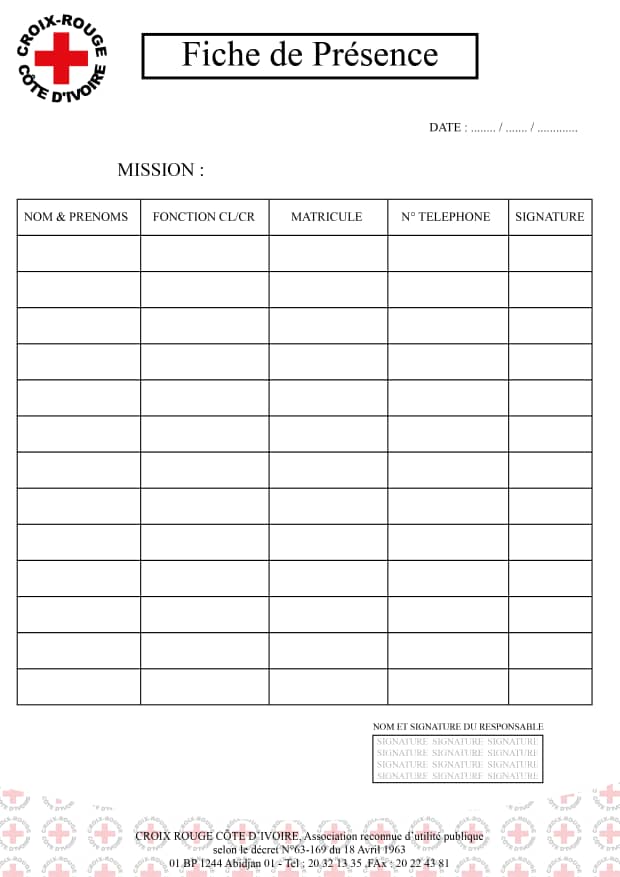 CROIX-ROUGE
CÔTE D'IVOIRE
Fiche de Présence
DATE : ........ / ....... / .............
MISSION :
NOM & PRENOMS FONCTION CL/CR MATRICULE N° TELEPHONE SIGNATURE
NOM ET SIGNATURE DU RESPONSABLE
SIGNATURE SIGNATURE SIGNATURE
SIGNATURE SIGNATURE SIGNATURE
SIGNATURE SIGNATURE SIGNATURE
SIGNATURE SIGNATURE SIGNATURE
CROIX ROUGE CÔTE D'IVOIRE, Association reconnue d'utilité publique
selon le décret N°63-169 du 18 Avril 1963
01 BP 1244 Abidjan 01 - Tel : 20 32 13 35 ,FAx : 20 22 43 81